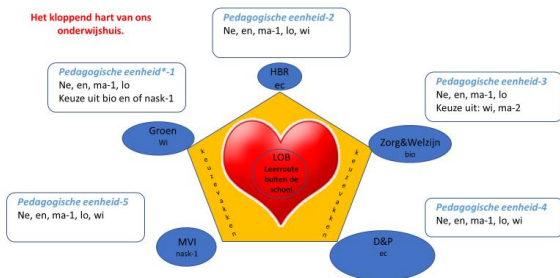 Het kloppend hart van ons
onderwijshuis.
Pedagogische eenheid-2
Ne, en, ma-1, lo, wi
HBR
ec
Pedagogische eenheid*-1
Ne, en, ma-1, lo
Keuze uit bio en of nask-1
Groen
Wi
Pedagogische eenheid-3
Ne, en, ma-1, lo
Keuze uit: wi, ma-2
Zorg&Welzijn
bio
LOB
Leerroute
buiten de
school.
keuzevakken
keuzevakken
Pedagogische eenheid-5
Ne, en, ma-1, lo, wi
MVI
nask-1
Pedagogische eenheid-4
Ne, en, ma-1, lo, wi
D&P
ec